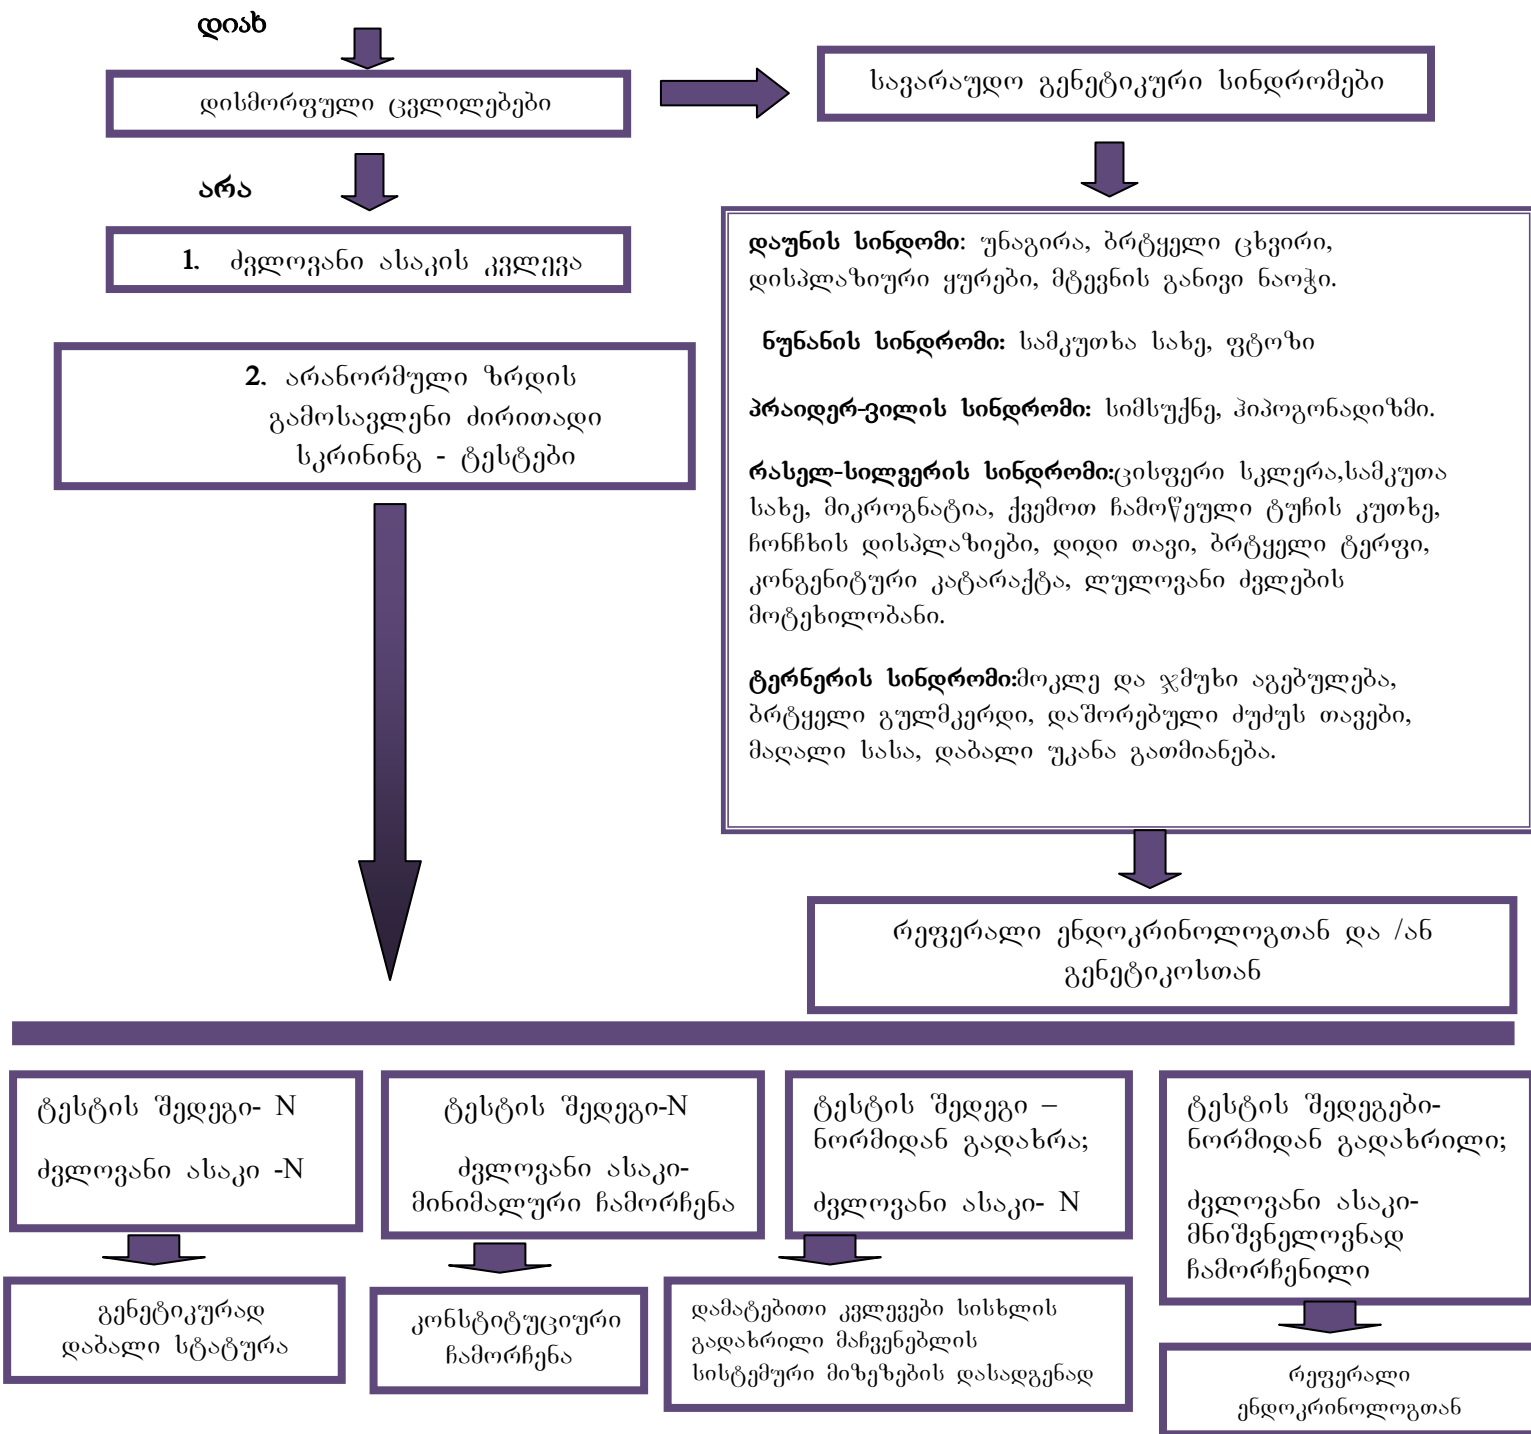 დიახ
დისმორფული ცვლილებები
სავარაუდო გენეტიკური სინდრომები
არა
1. ძვლოვანი ასაკის კვლევა
2. არანორმული ზრდის
გამოსავლენი ძირითადი
სკრინინგ - ტესტები
დაუნის სინდომი: უნაგირა, ბრტყელი ცხვირი,
დისპლაზიური ყურები, მტევნის განივი ნაოჭი.
ნუნანის სინდრომი: სამკუთხა სახე, ფტოზი
პრაიდერ-ვილის სინდრომი: სიმსუქნე, ჰიპოგონადიზმი.
რასელ-სილვერის სინდრომი:ცისფერი სკლერა,სამკუთა
სახე, მიკროგნატია, ქვემოთ ჩამოწეული ტუჩის კუთხე,
ჩონჩხის დისპლაზიები, დიდი თავი, ბრტყელი ტერფი,
კონგენიტური კატარაქტა, ლულოვანი ძვლების
მოტეხილობანი.
ტერნერის სინდრომი:მოკლე და ჯმუხი აგებულება,
ბრტყელი გულმკერდი, დაშორებული ძუძუს თავები,
მაღალი სასა, დაბალი უკანა გათმიანება.
რეფერალი ენდოკრინოლოგთან და /ან
გენეტიკოსთან
ტესტის შედეგი- N
ძვლოვანი ასაკი -N
ტესტის შედეგი-N
ძვლოვანი ასაკი-
მინიმალური ჩამორჩენა
ტესტის შედეგი –
ნორმიდან გადახრა;
ძვლოვანი ასაკი- N
ტესტის შედეგები-
ნორმიდან გადახრილი;
ძვლოვანი ასაკი-
მნიშვნელოვნად
ჩამორჩენილი
გენეტიკურად
დაბალი სტატურა
კონსტიტუციური
ჩამორჩენა
დამატებითი კვლევები სისხლის
გადახრილი მაჩვენებლის
სისტემური მიზეზების დასადგენად
რეფერალი
ენდოკრინოლოგთან